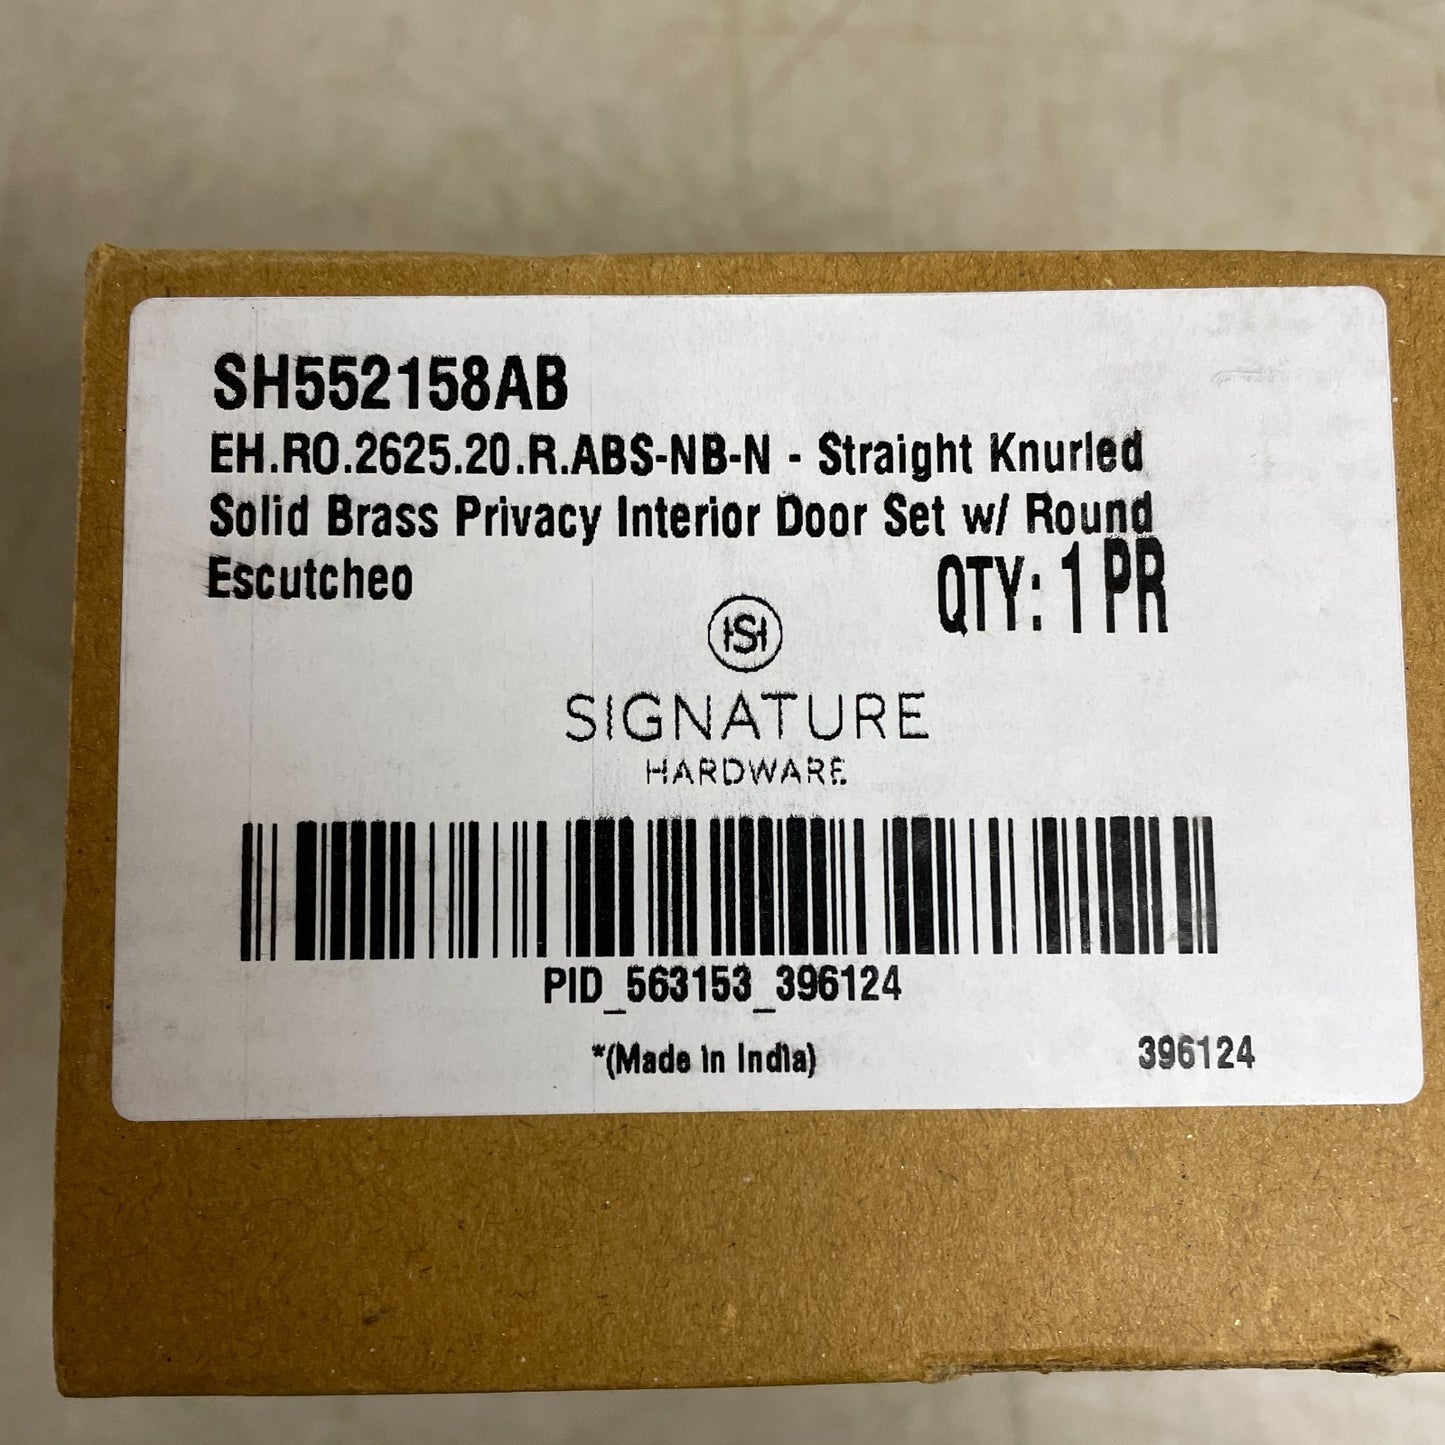 SH552158AB
EH.RO.2625.20.R.ABS-NB-N - Straight Knurled
Solid Brass Privacy Interior Door Set w/ Round
Escutcheo
QTY: 1 PR
SH
SIGNATURE
HARDWARE
PID_563153_396124
*(Made in India)
396124